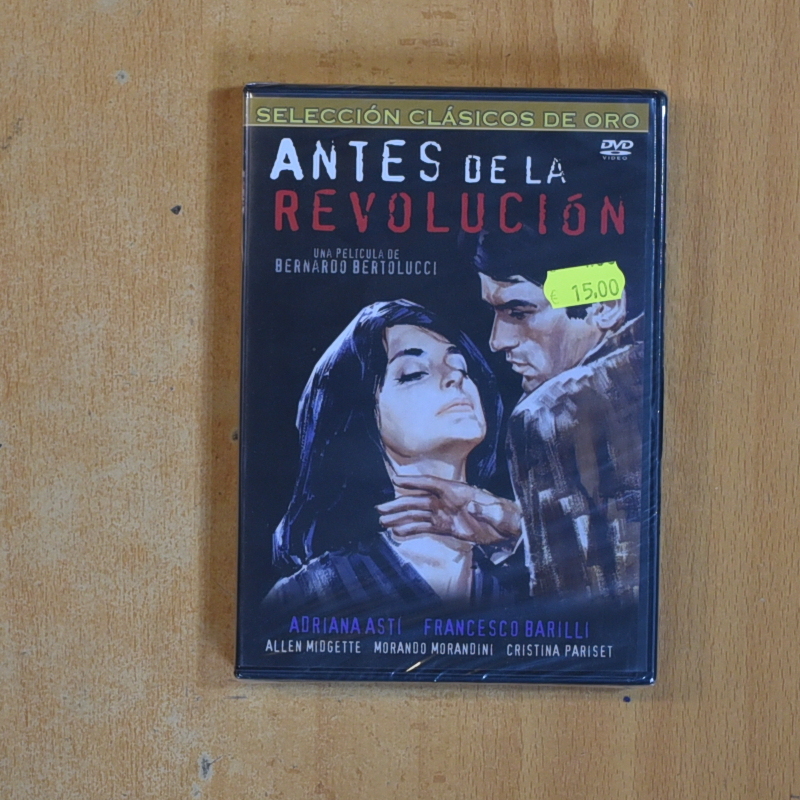 SELECCIÓN CLÁSICOS DE ORO
ANTES DE LA
DVD
VIDEO
REVOLUCIÓN
UNA PELÍCULA DE
BERNARDO BERTOLUCCI
€ 15,00
ADRIANA ASTI FRANCESCO BARILLI
ALLEN MIDGETTE MORANDO MORANDINI CRISTINA PARISET